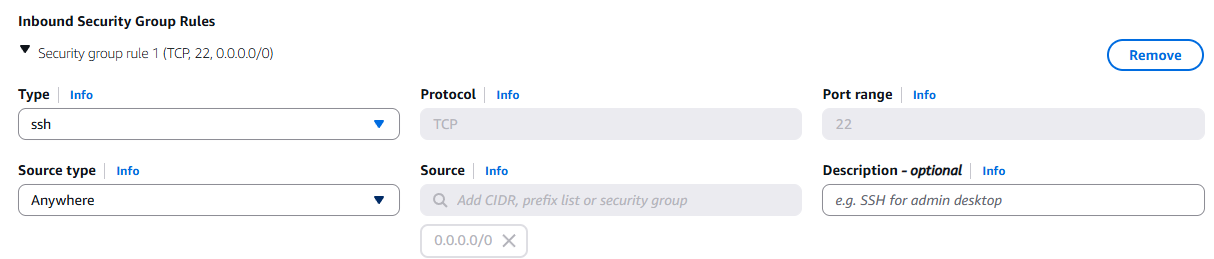 Inbound Security Group Rules
Security group rule 1 (TCP, 22, 0.0.0.0/0)
Remove
Type Info
Protocol Info
Port range Info
ssh
TCP
22
Source type Info
Source Info
Description - optional Info
Anywhere
Add CIDR, prefix list or security group
e.g. SSH for admin desktop
0.0.0.0/0